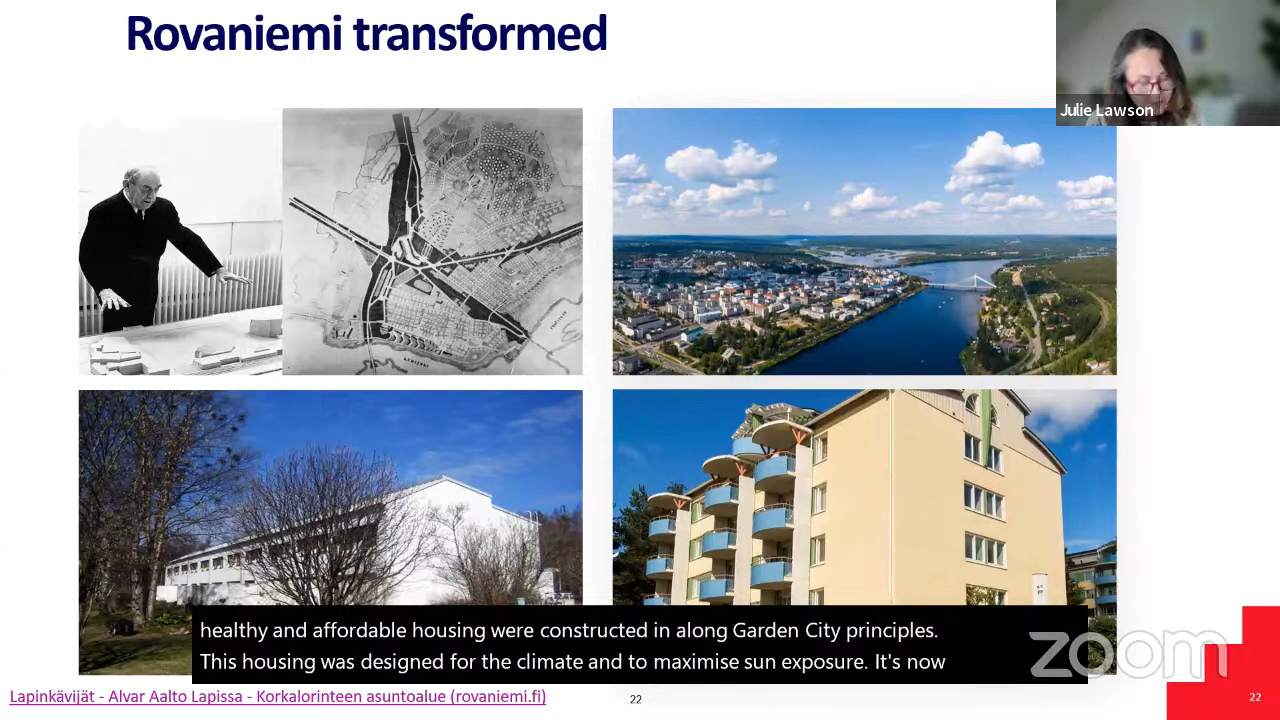 Rovaniemi transformed
Julie Lawson
healthy and affordable housing were constructed in along Garden City principles.
This housing was designed for the climate and to maximise sun exposure. It's now
zoom
Lapinkävijät - Alvar Aalto Lapissa - Korkalorinteen asuntoalue (rovaniemi.fi)
22
22